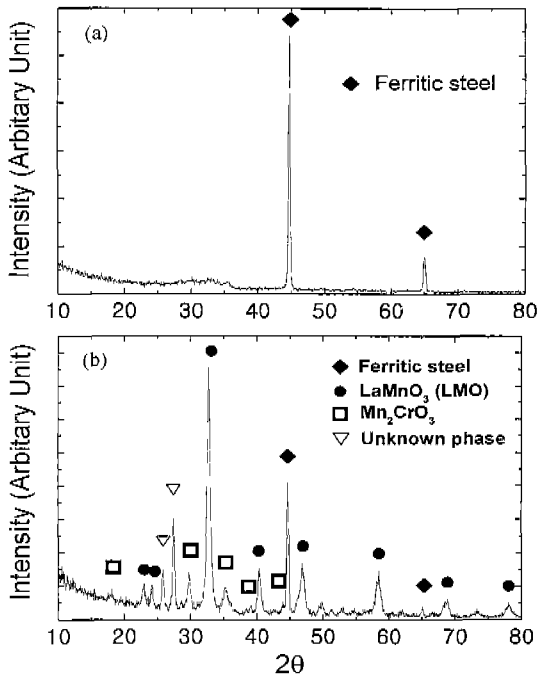 (a)
Ferritic steel
Intensity (Arbitary Unit)
10 20 30 40 50 60 70 80
(b)
Ferritic steel
LaMnO₃ (LMO)
Mn₂CrO₃
Unknown phase
Intensity (Arbitary Unit)
10 20 30 40 50 60 70 80
2θ